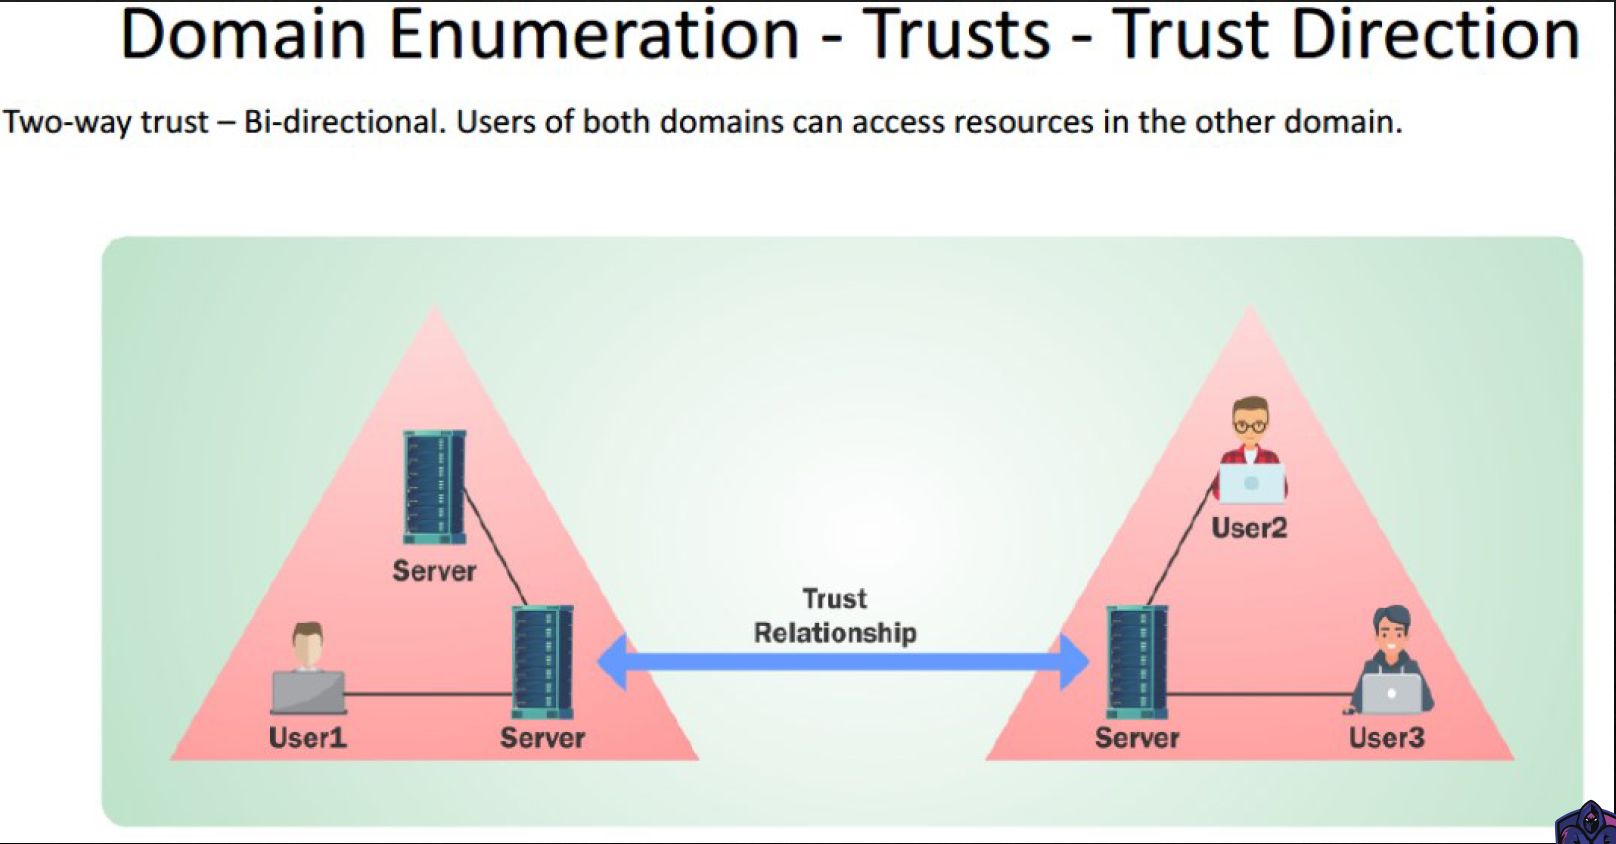 Domain Enumeration - Trusts - Trust Direction
Two-way trust – Bi-directional. Users of both domains can access resources in the other domain.
User2
Server
Trust
Relationship
User1
Server
Server
User3